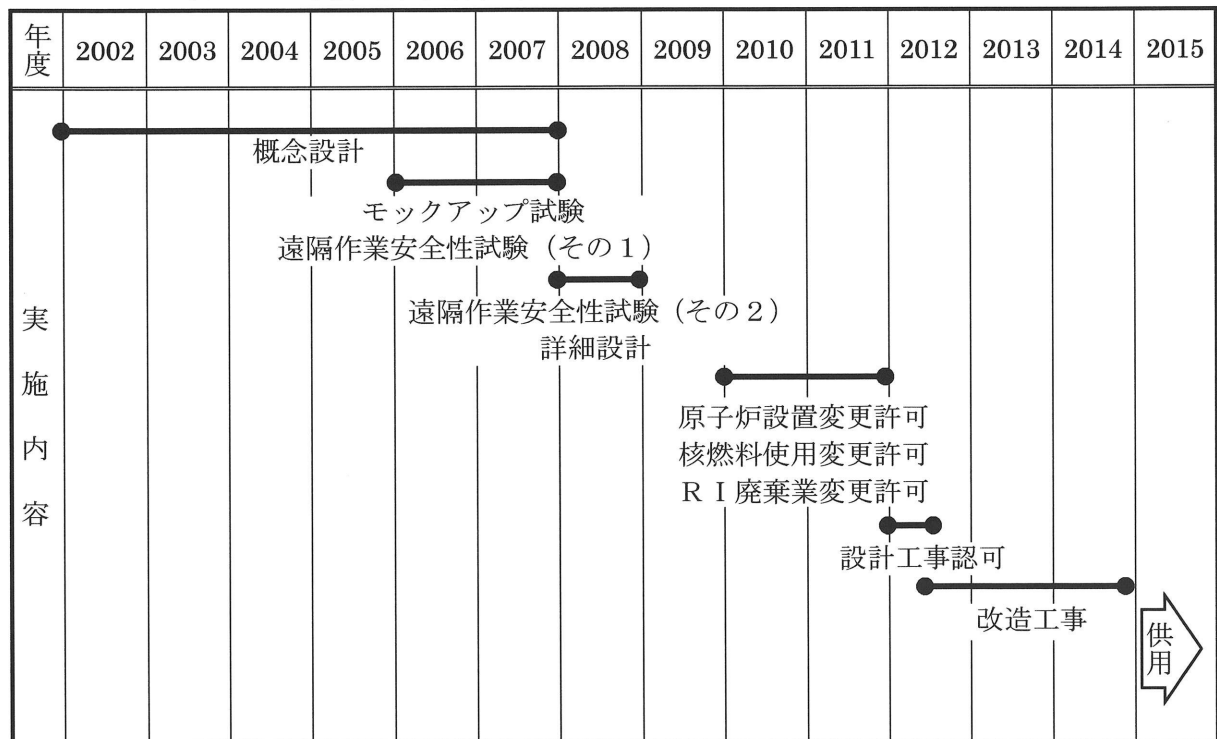 年度 2002 2003 2004 2005 2006 2007 2008 2009 2010 2011 2012 2013 2014 2015
実施内容
概念設計
モックアップ試験
遠隔作業安全性試験（その１）
遠隔作業安全性試験（その２）
詳細設計
原子炉設置変更許可
核燃料使用変更許可
ＲＩ廃棄業変更許可
設計工事認可
改造工事
供用